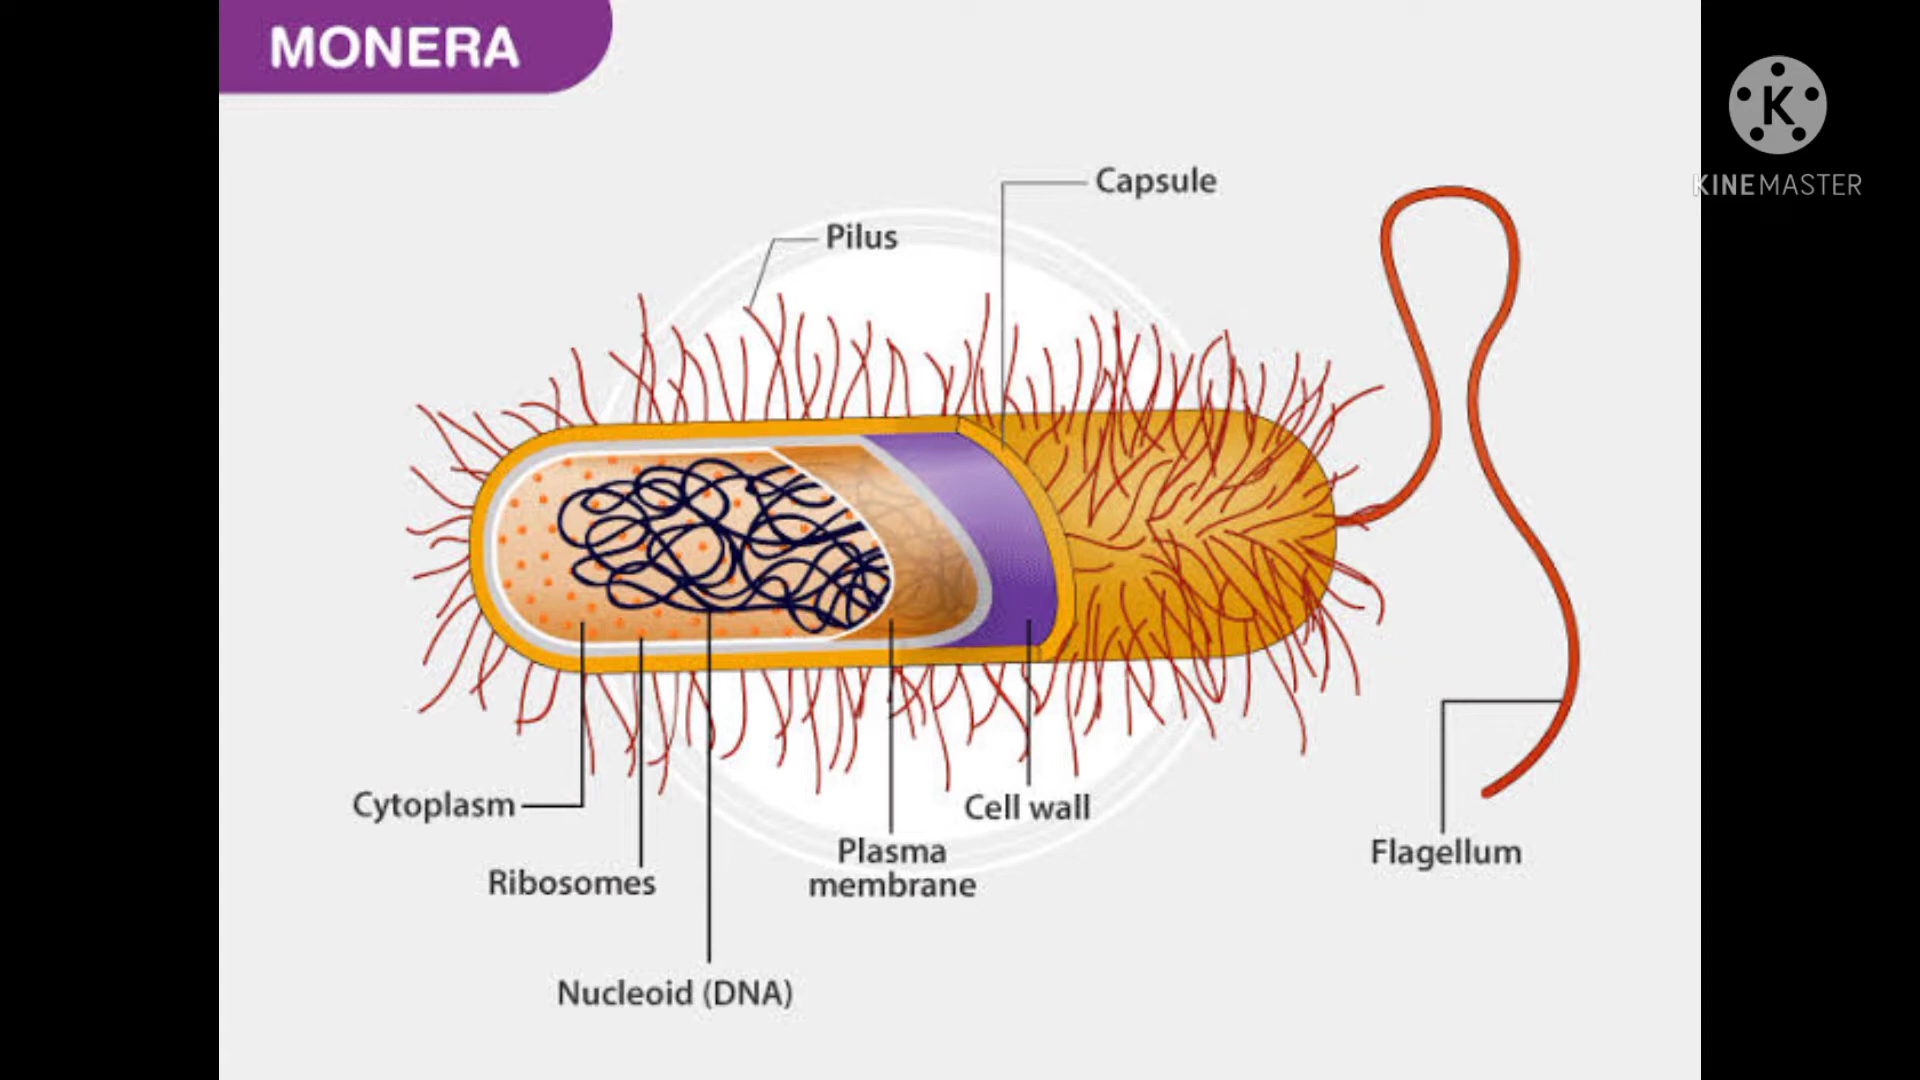 MONERA
K
KINEMASTER
Capsule
Pilus
Cytoplasm
Cell wall
Plasma
membrane
Flagellum
Ribosomes
Nucleoid (DNA)